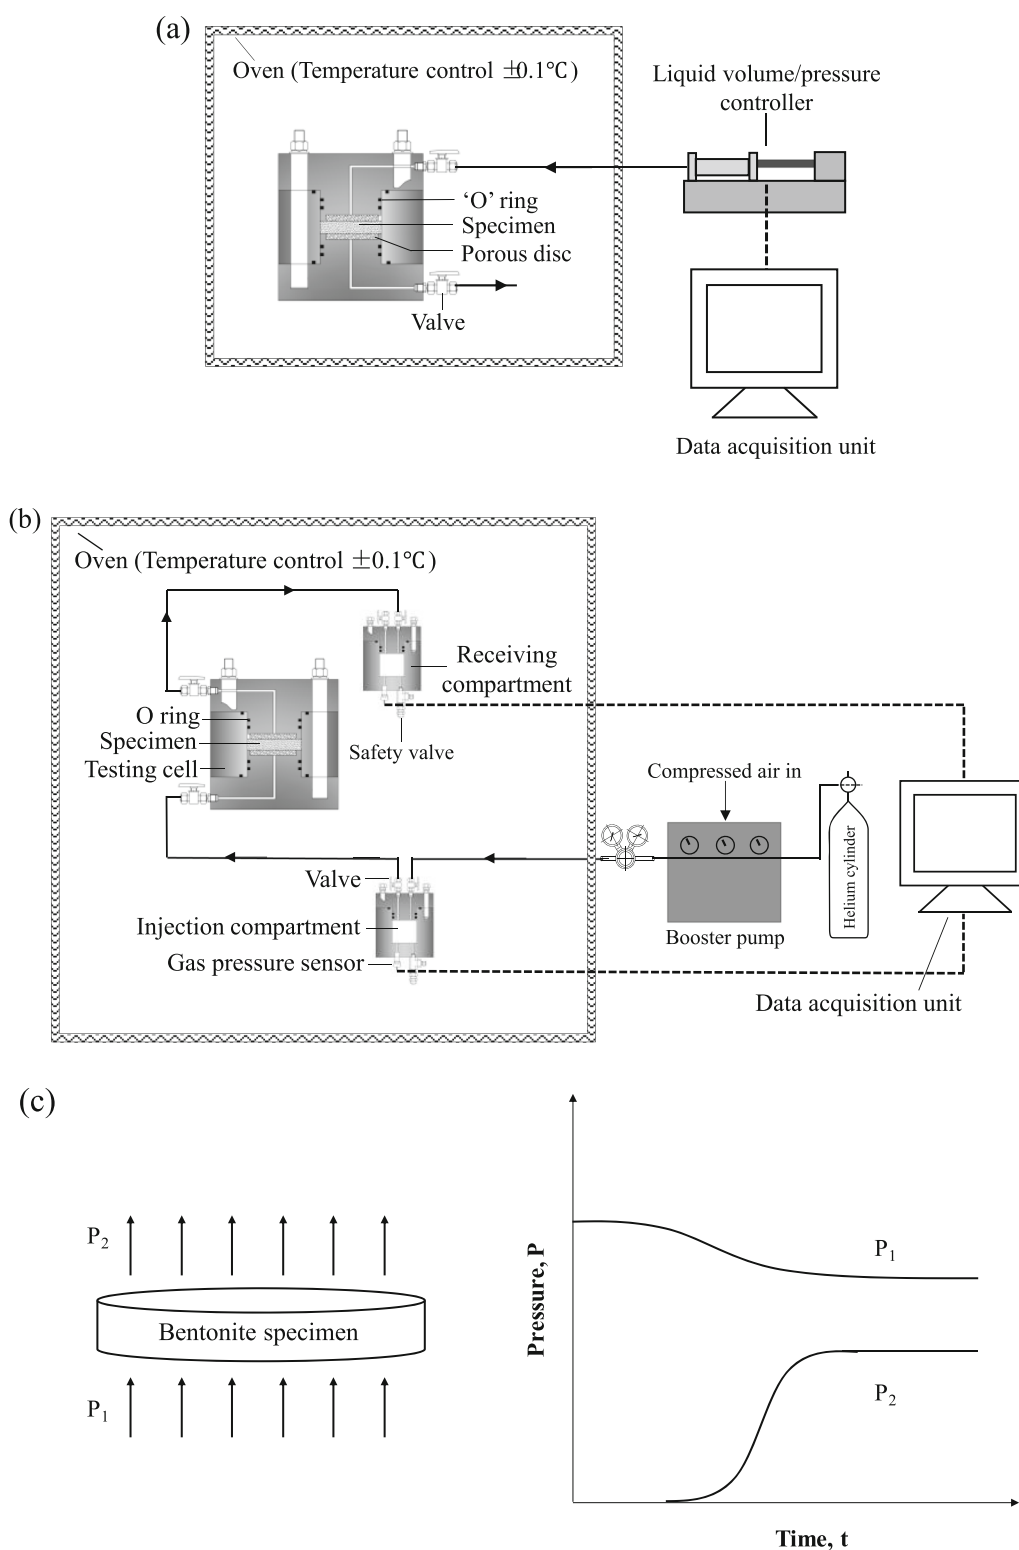 (a)
Oven (Temperature control ±0.1℃)
Liquid volume/pressure
controller
‘O’ ring
Specimen
Porous disc
Valve
Data acquisition unit
(b)
Oven (Temperature control ±0.1℃)
Receiving
compartment
O ring
Specimen
Testing cell
Safety valve
Compressed air in
Helium cylinder
Valve
Injection compartment
Gas pressure sensor
Booster pump
Data acquisition unit
(c)
P2
Bentonite specimen
P1
Pressure, P
P1
P2
Time, t